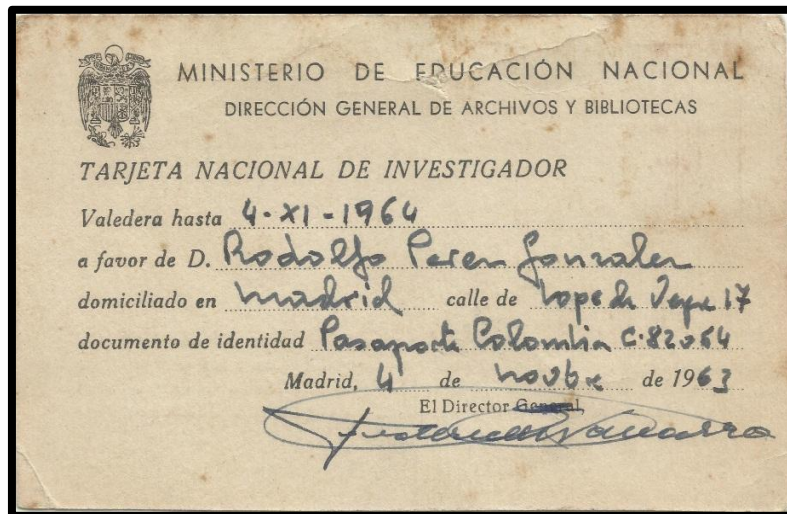 MINISTERIO DE EDUCACIÓN NACIONAL
DIRECCIÓN GENERAL DE ARCHIVOS Y BIBLIOTECAS
TARJETA NACIONAL DE INVESTIGADOR
Valedera hasta 4-XI-1964
a favor de D. Rodolfo Perez Gonzalez
domiciliado en Madrid calle de Lope de Vega 17
documento de identidad Pasaporte Colombia C·82064
Madrid, 4 de novbe de 1963
El Director General,